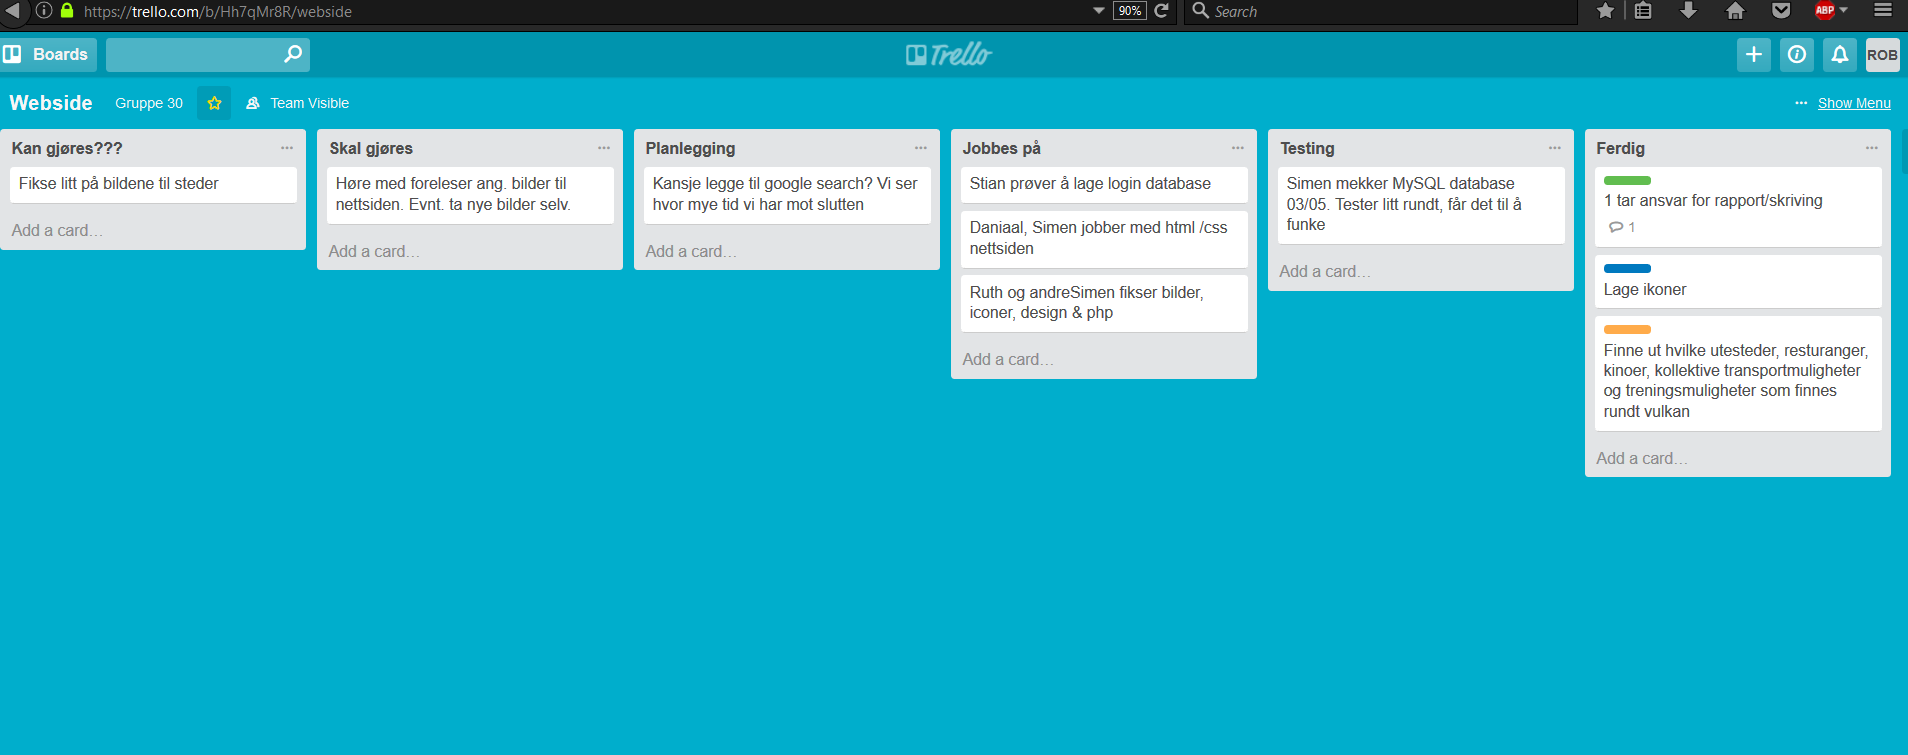 https://trello.com/b/Hh7qMr8R/webside
90%
Search
ABP
Boards
Trello
ROB
Webside
Gruppe 30
Team Visible
Show Menu
Kan gjøres???
Fikse litt på bildene til steder
Add a card…
Skal gjøres
Høre med foreleser ang. bilder til
nettsiden. Evnt. ta nye bilder selv.
Add a card…
Planlegging
Kansje legge til google search? Vi ser
hvor mye tid vi har mot slutten
Add a card…
Jobbes på
Stian prøver å lage login database
Daniaal, Simen jobber med html /css
nettsiden
Ruth og andreSimen fikser bilder,
iconer, design & php
Add a card…
Testing
Simen mekker MySQL database
03/05. Tester litt rundt, får det til å
funke
Add a card…
Ferdig
1 tar ansvar for rapport/skriving
1
Lage ikoner
Finne ut hvilke utesteder, resturanger,
kinoer, kollektive transportmuligheter
og treningsmuligheter som finnes
rundt vulkan
Add a card…